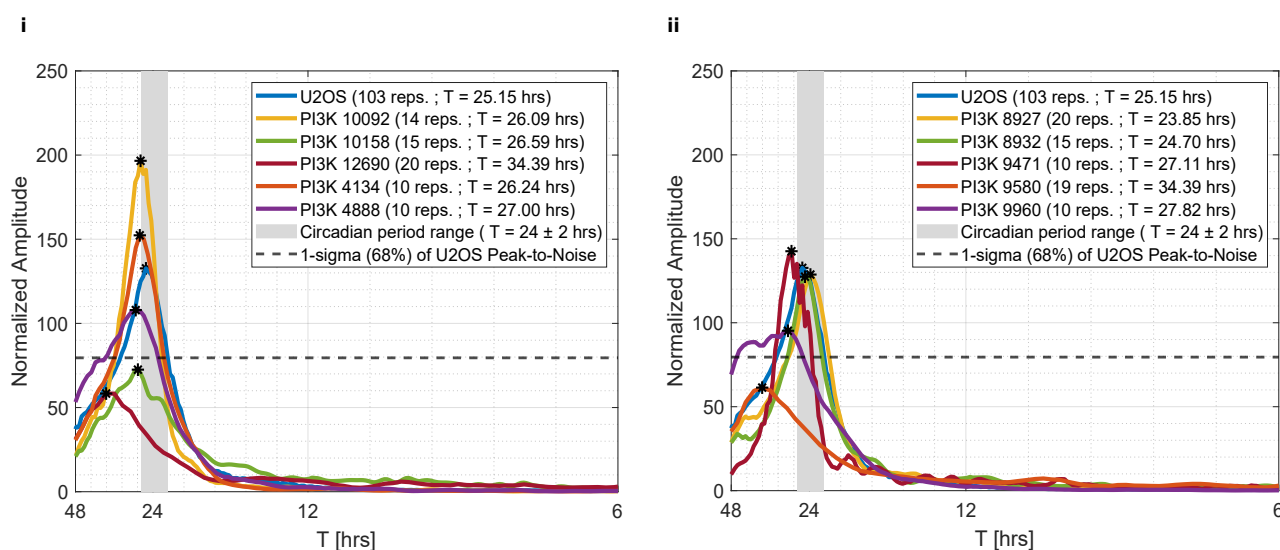 i
250
200
150
100
50
0
Normalized Amplitude
U2OS (103 reps. ; T = 25.15 hrs)
PI3K 10092 (14 reps. ; T = 26.09 hrs)
PI3K 10158 (15 reps. ; T = 26.59 hrs)
PI3K 12690 (20 reps. ; T = 34.39 hrs)
PI3K 4134 (10 reps. ; T = 26.24 hrs)
PI3K 4888 (10 reps. ; T = 27.00 hrs)
Circadian period range ( T = 24 ± 2 hrs)
1-sigma (68%) of U2OS Peak-to-Noise
48 24 12 6
T [hrs]
ii
250
200
150
100
50
0
Normalized Amplitude
U2OS (103 reps. ; T = 25.15 hrs)
PI3K 8927 (20 reps. ; T = 23.85 hrs)
PI3K 8932 (15 reps. ; T = 24.70 hrs)
PI3K 9471 (10 reps. ; T = 27.11 hrs)
PI3K 9580 (19 reps. ; T = 34.39 hrs)
PI3K 9960 (10 reps. ; T = 27.82 hrs)
Circadian period range ( T = 24 ± 2 hrs)
1-sigma (68%) of U2OS Peak-to-Noise
48 24 12 6
T [hrs]